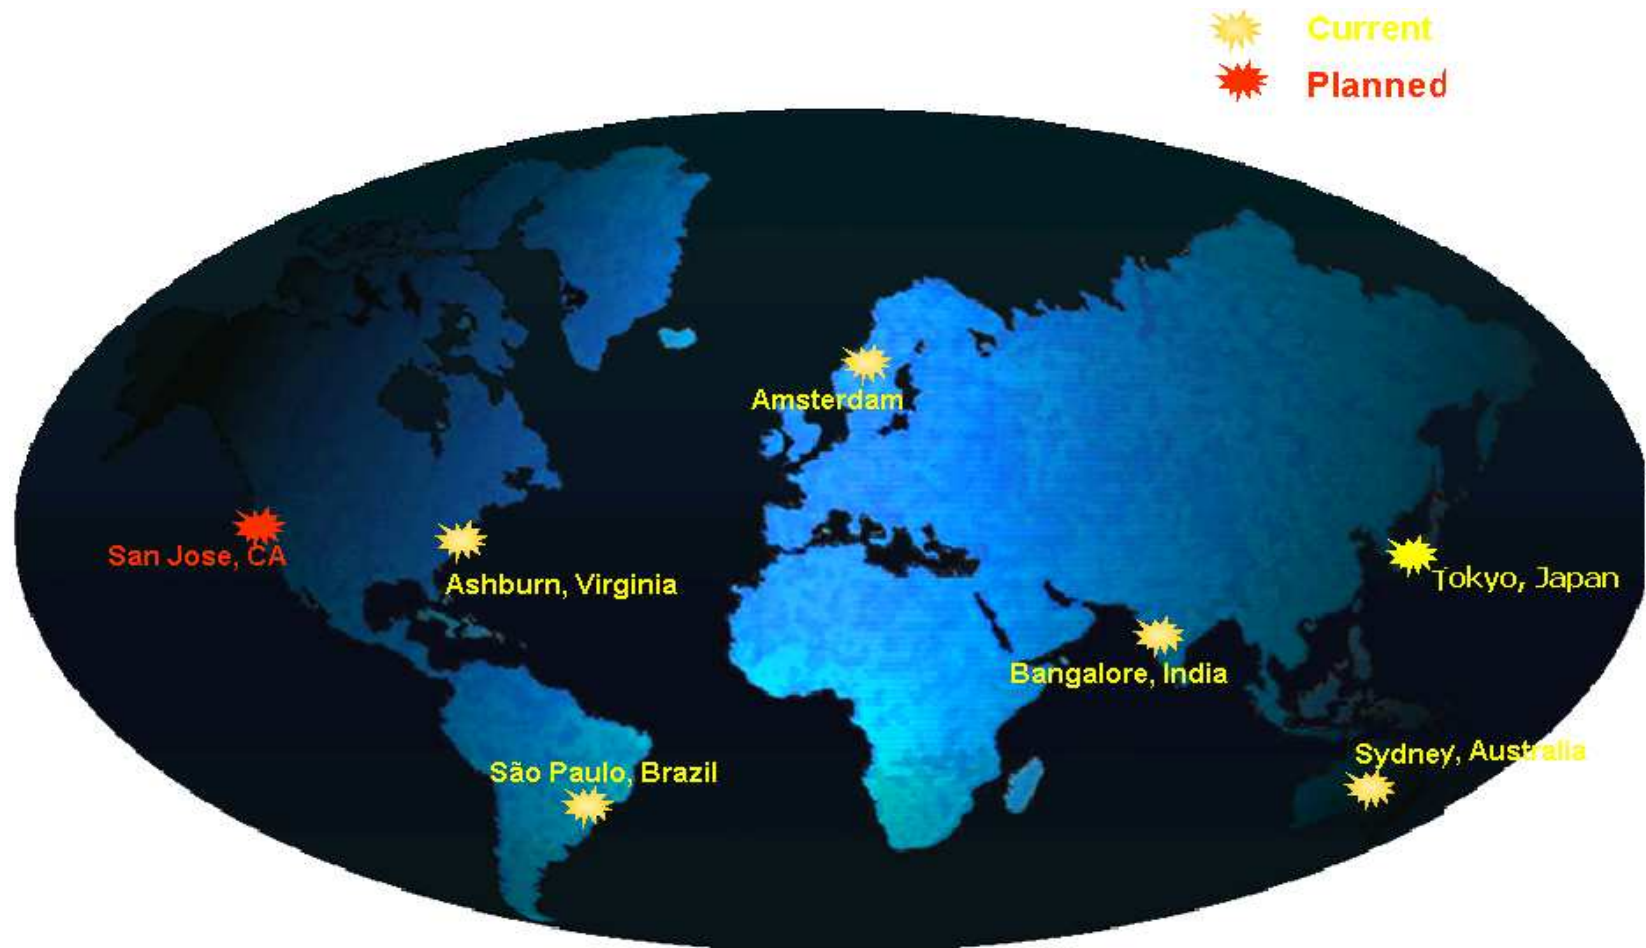 Current
Planned
Amsterdam
San Jose, CA
Ashburn, Virginia
Tokyo, Japan
Bangalore, India
São Paulo, Brazil
Sydney, Australia